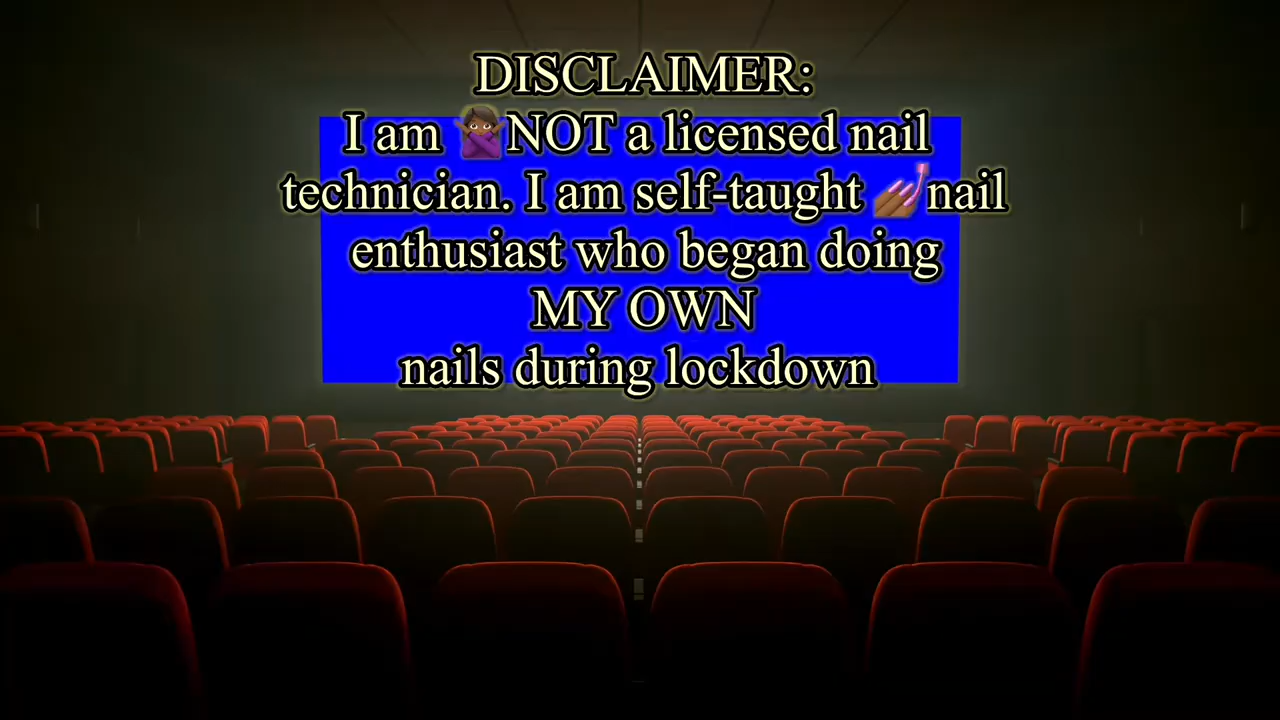 DISCLAIMER:
I am 🙅🏾NOT a licensed nail
technician. I am self-taught 💅🏾nail
enthusiast who began doing
MY OWN
nails during lockdown